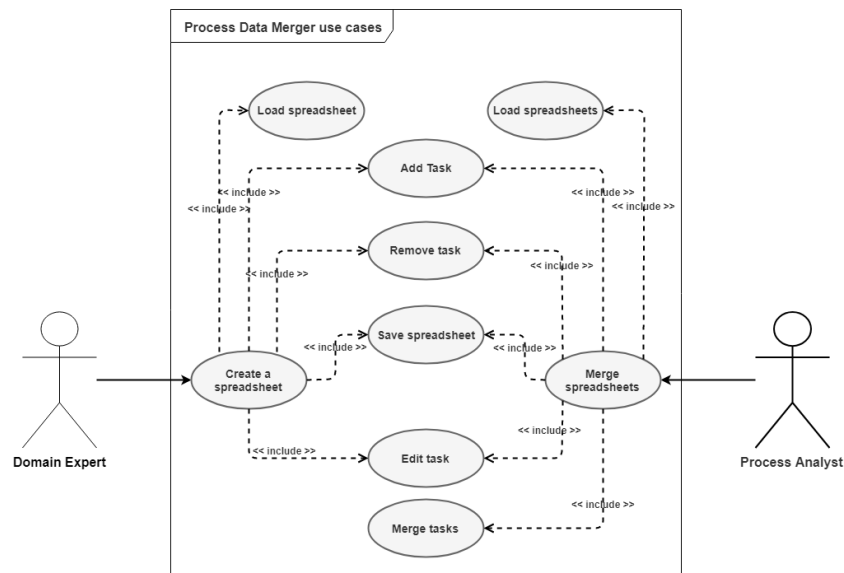 Process Data Merger use cases
Load spreadsheet
Load spreadsheets
Add Task
<< include >>
<< include >>
<< include >>
<< include >>
Remove task
<< include >>
<< include >>
Save spreadsheet
<< include >>
<< include >>
Create a
spreadsheet
Merge
spreadsheets
<< include >>
<< include >>
Edit task
Domain Expert
Process Analyst
<< include >>
Merge tasks